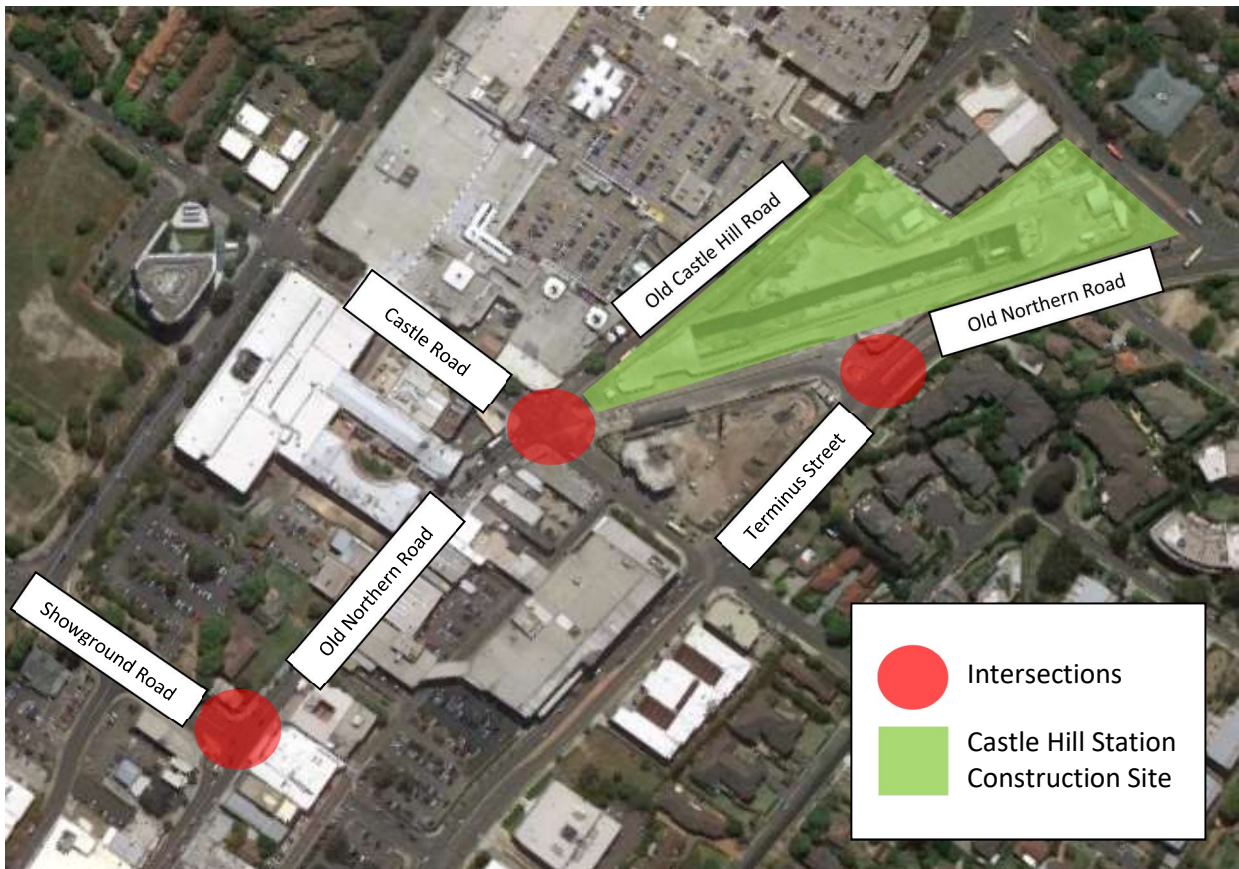 Old Castle Hill Road
Old Northern Road
Castle Road
Terminus Street
Old Northern Road
Showground Road
Intersections
Castle Hill Station
Construction Site